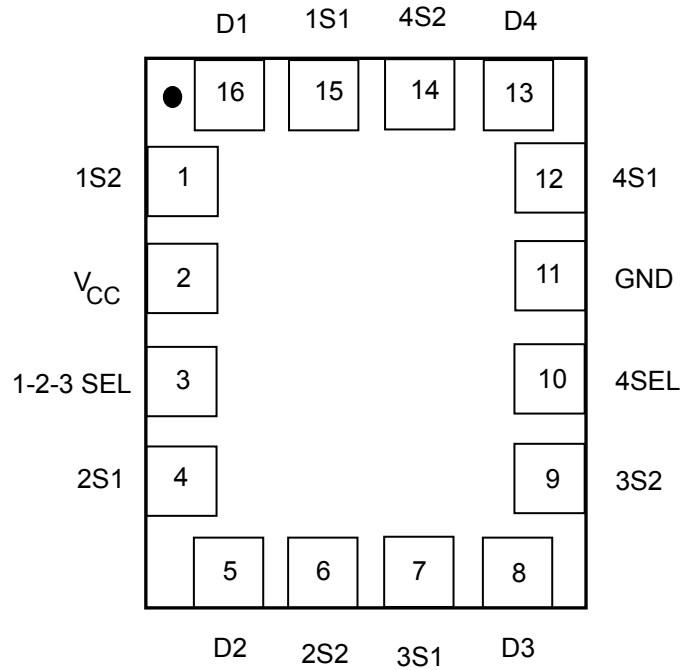 D1 1S1 4S2 D4
16 15 14 13
1S2 1 12 4S1
VCC 2 11 GND
1-2-3 SEL 3 10 4SEL
2S1 4 9 3S2
5 6 7 8
D2 2S2 3S1 D3